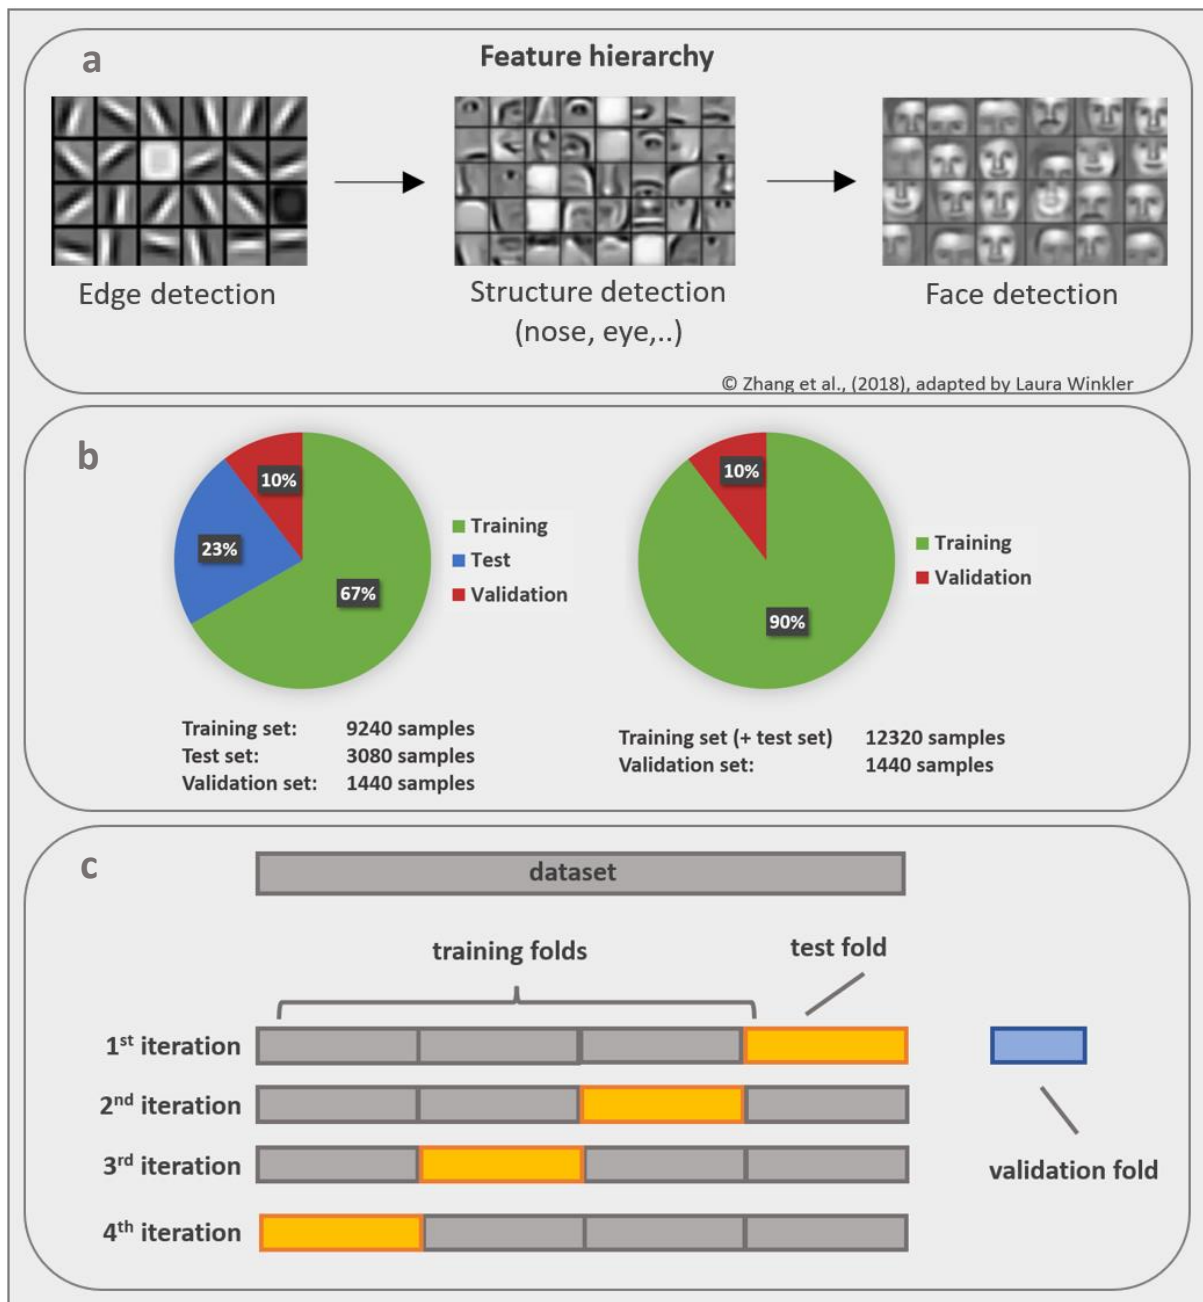 a
Feature hierarchy
Edge detection
Structure detection
(nose, eye,..)
Face detection
© Zhang et al., (2018), adapted by Laura Winkler
b
10%
23%
67%
Training
Test
Validation
Training set: 9240 samples
Test set: 3080 samples
Validation set: 1440 samples
10%
90%
Training
Validation
Training set (+ test set) 12320 samples
Validation set: 1440 samples
c
dataset
training folds
test fold
1st iteration
2nd iteration
3rd iteration
4th iteration
validation fold